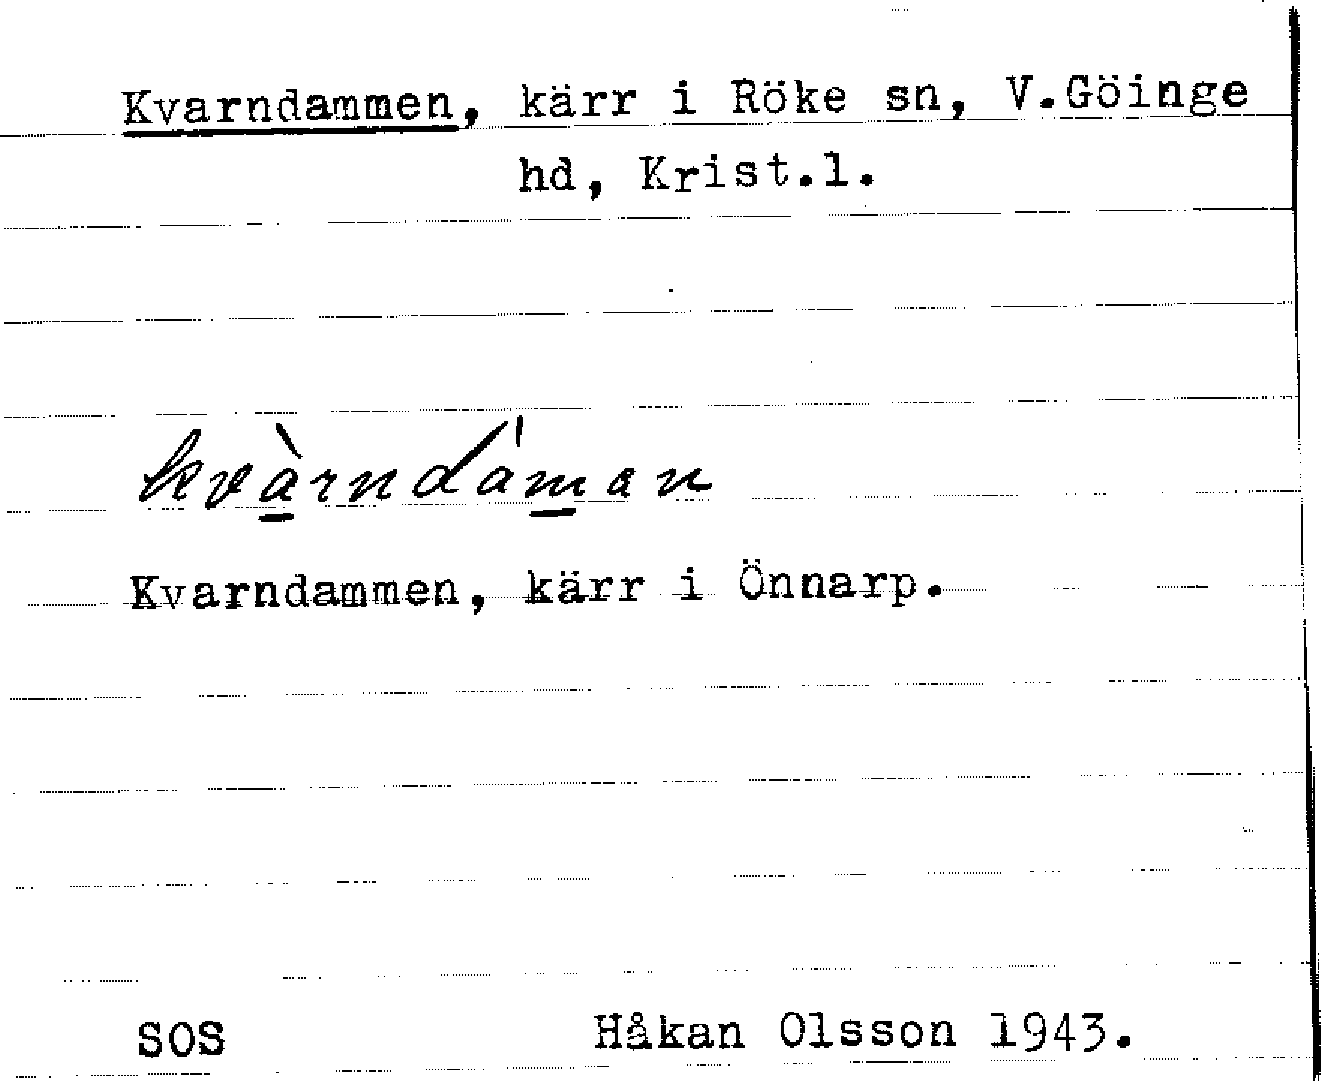 Kvarndammen, kärr i Röke sn, V.Göinge
hd, Krist.l.
kvàrndáman
Kvarndammen, kärr i Önnarp.
SOS Håkan Olsson 1943.